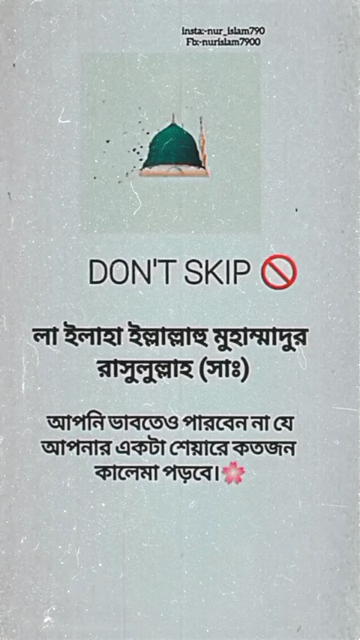 insta:-nur_islam790
Fb:-nurislam7900
DON'T SKIP 🚫
লা ইলাহা ইল্লাল্লাহু মুহাম্মাদুর
রাসুলুল্লাহ (সাঃ)
আপনি ভাবতেও পারবেন না যে
আপনার একটা শেয়ারে কতজন
কালেমা পড়বে।🌸